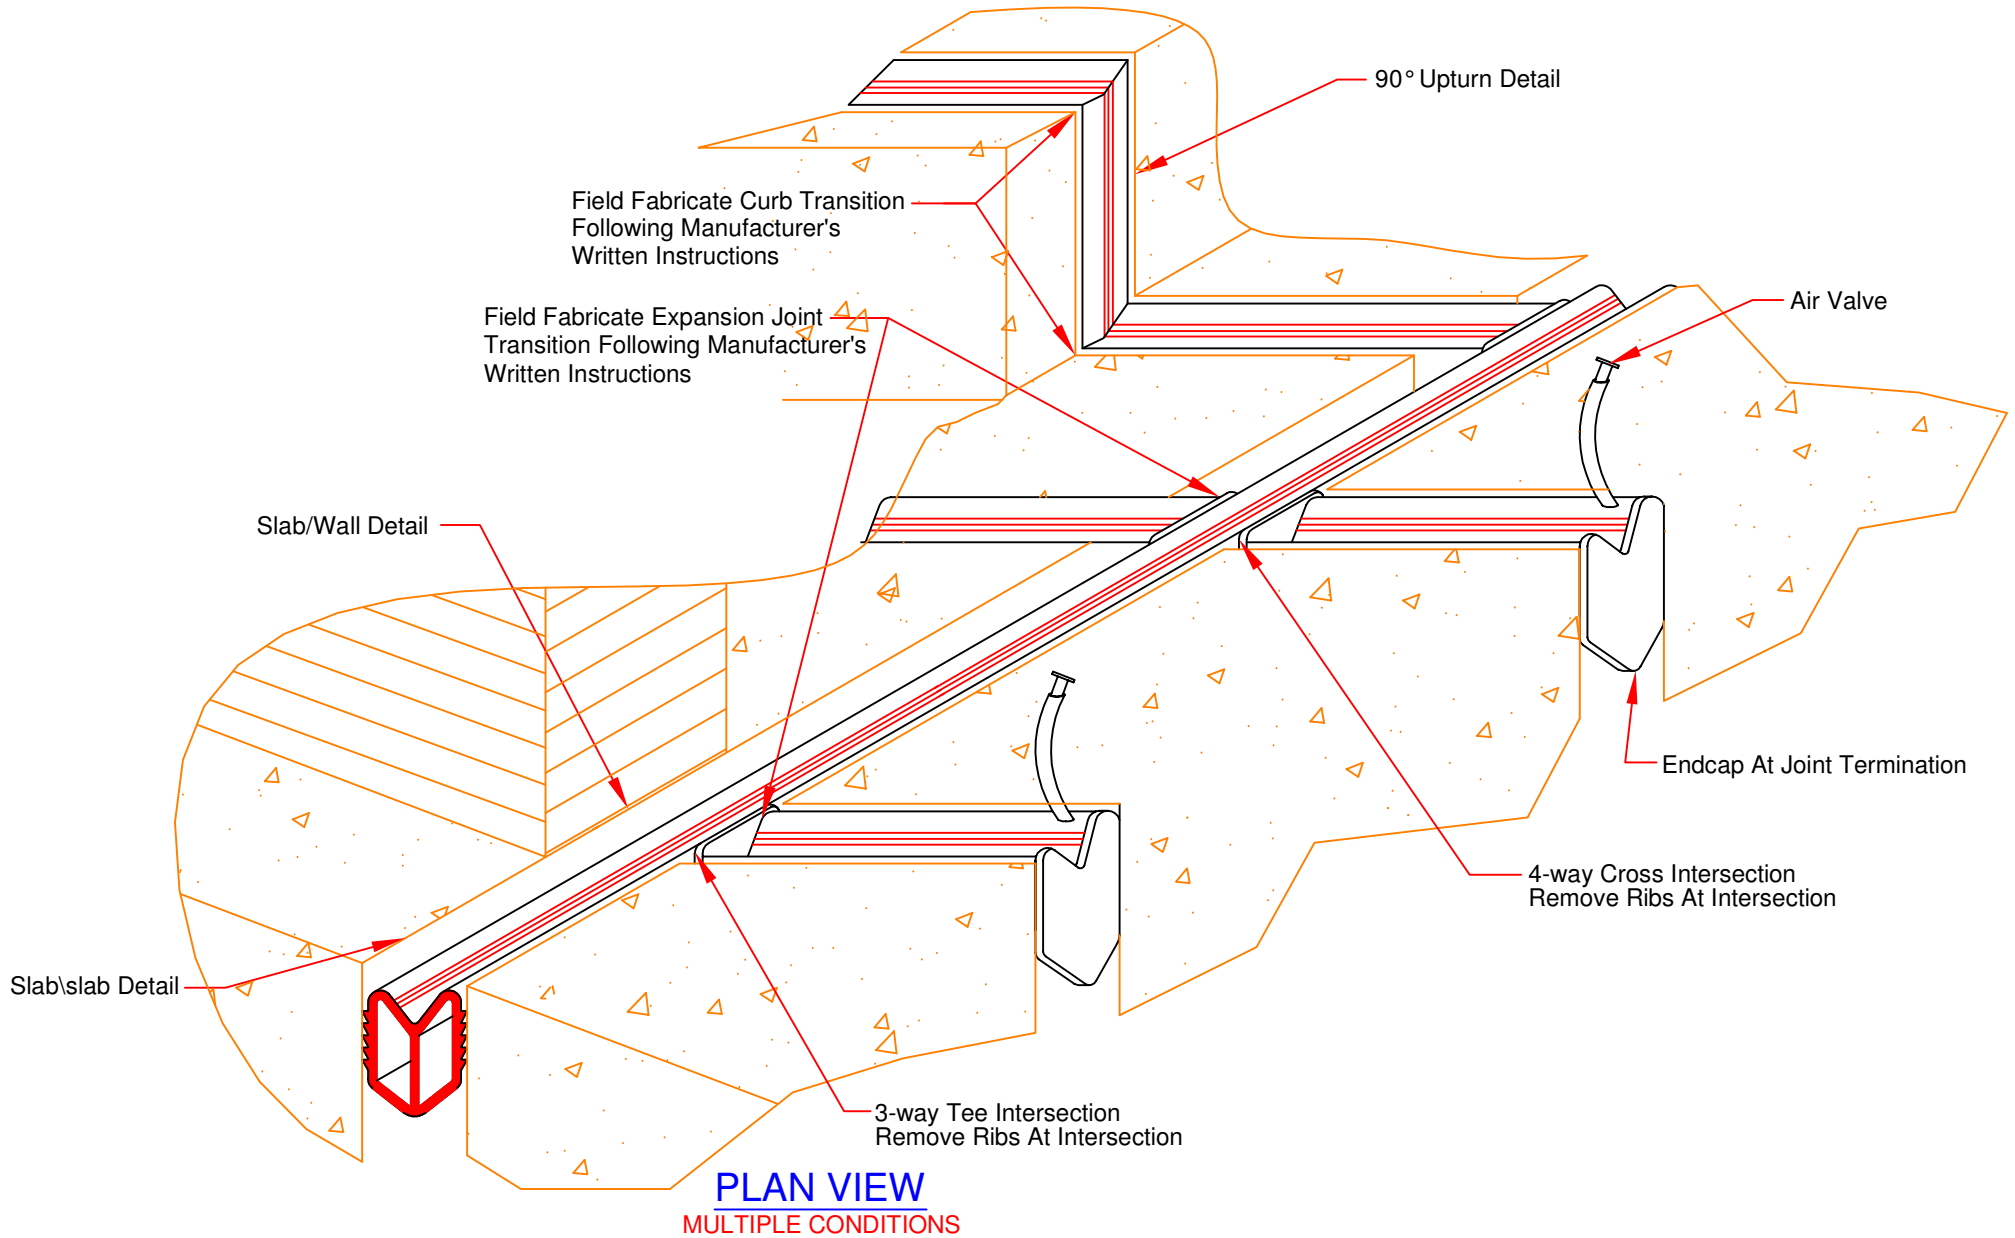 90° Upturn Detail
Field Fabricate Curb Transition
Following Manufacturer's
Written Instructions
Air Valve
Field Fabricate Expansion Joint
Transition Following Manufacturer's
Written Instructions
Slab/Wall Detail
Endcap At Joint Termination
4-way Cross Intersection
Remove Ribs At Intersection
Slab\slab Detail
3-way Tee Intersection
Remove Ribs At Intersection
PLAN VIEW
MULTIPLE CONDITIONS